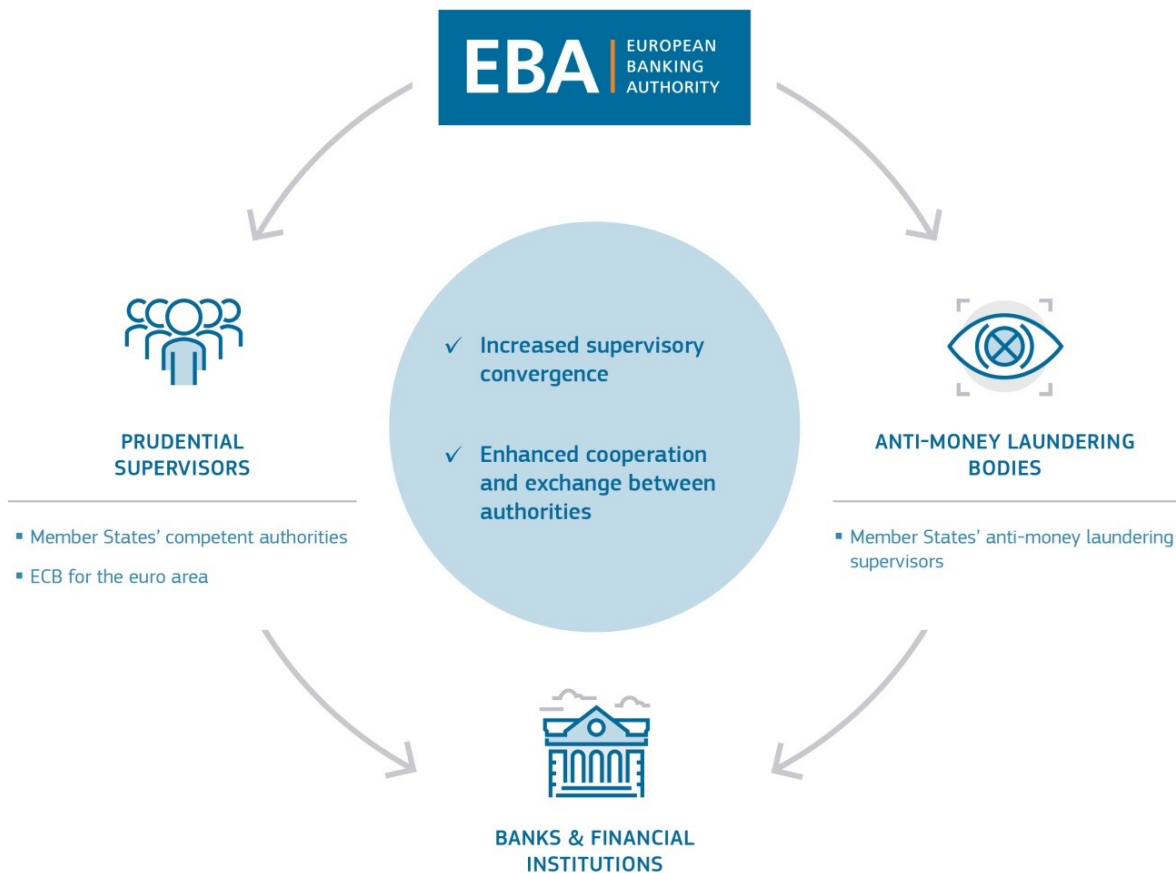 EBA
EUROPEAN
BANKING
AUTHORITY
✓ Increased supervisory
convergence
✓ Enhanced cooperation
and exchange between
authorities
PRUDENTIAL
SUPERVISORS
▪ Member States' competent authorities
▪ ECB for the euro area
ANTI-MONEY LAUNDERING
BODIES
▪ Member States' anti-money laundering
supervisors
BANKS & FINANCIAL
INSTITUTIONS